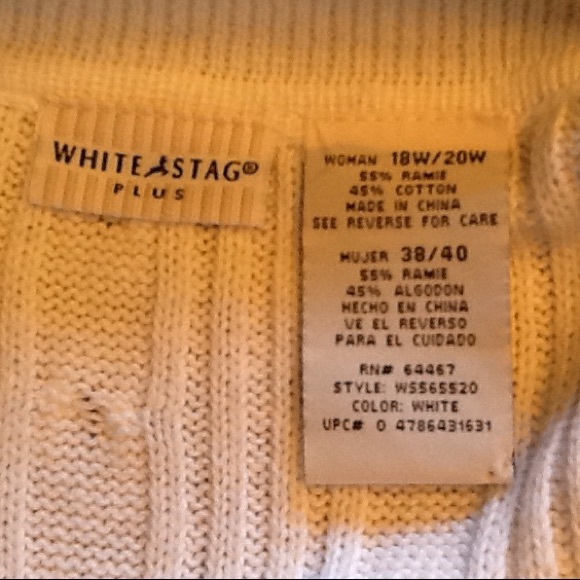 WHITE STAG®
PLUS
WOMAN 18W/20W
55% RAMIE
45% COTTON
MADE IN CHINA
SEE REVERSE FOR CARE
MUJER 38/40
55% RAMIE
45% ALGODON
HECHO EN CHINA
VE EL REVERSO
PARA EL CUIDADO
RN# 64467
STYLE: WS565520
COLOR: WHITE
UPC# 0 4786431631